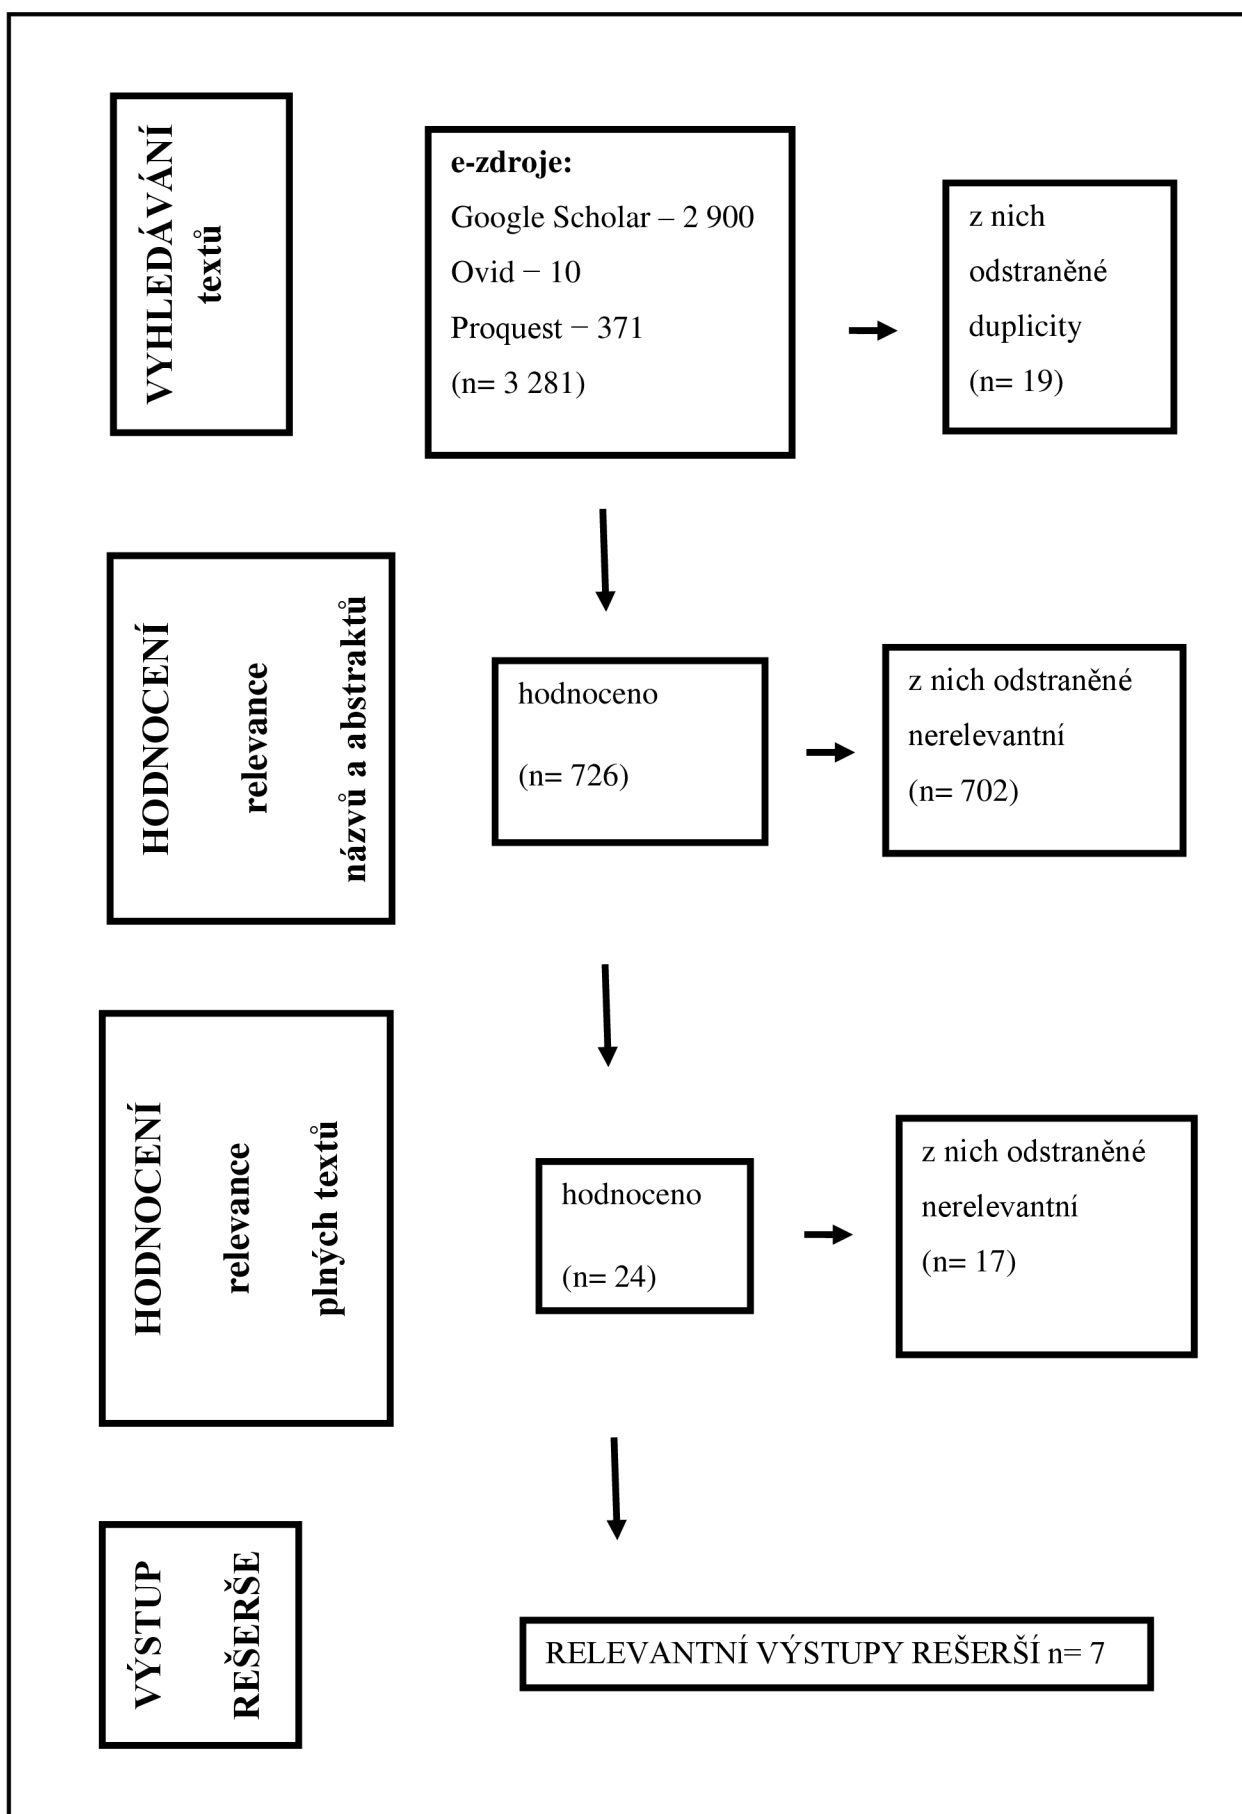 VYHLEDÁVÁNÍ
textů
e-zdroje:
Google Scholar – 2 900
Ovid − 10
Proquest − 371
(n= 3 281)
z nich
odstraněné
duplicity
(n= 19)
HODNOCENÍ
relevance
názvů a abstraktů
hodnoceno
(n= 726)
z nich odstraněné
nerelevantní
(n= 702)
HODNOCENÍ
relevance
plných textů
hodnoceno
(n= 24)
z nich odstraněné
nerelevantní
(n= 17)
VÝSTUP
REŠERŠE
RELEVANTNÍ VÝSTUPY REŠERŠÍ n= 7